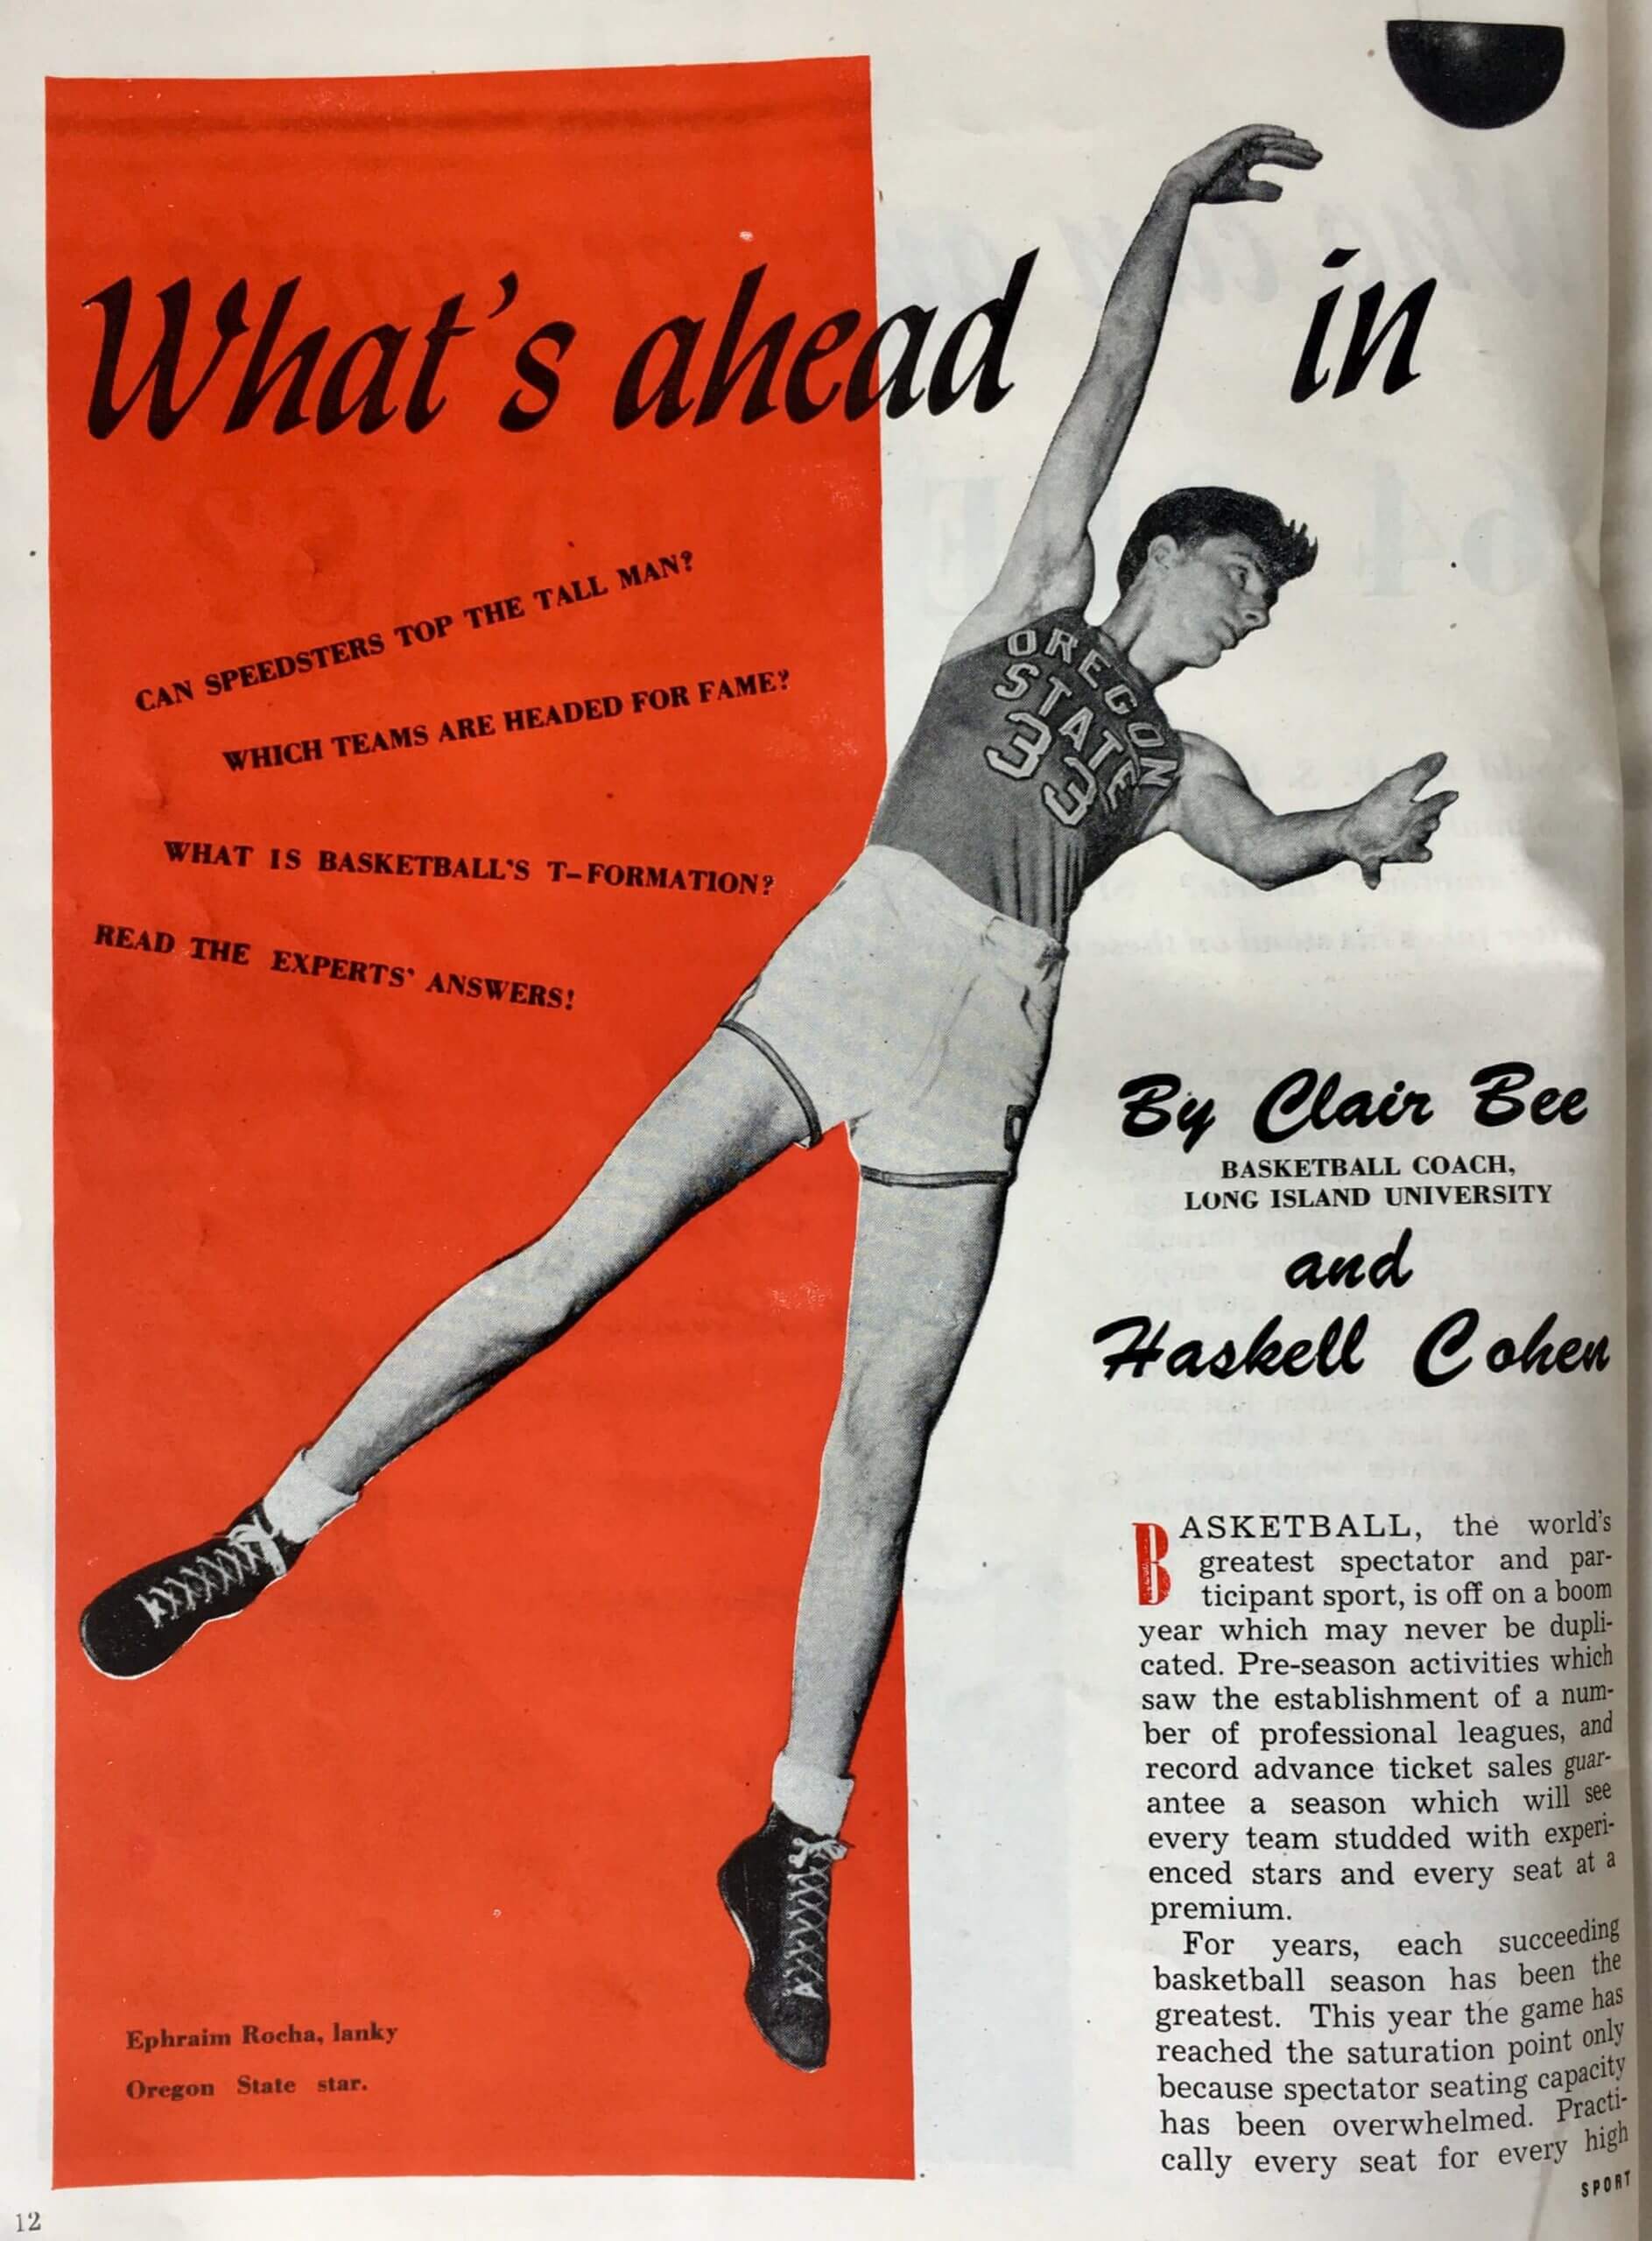 What's ahead in
CAN SPEEDSTERS TOP THE TALL MAN?
WHICH TEAMS ARE HEADED FOR FAME?
WHAT IS BASKETBALL'S T-FORMATION?
READ THE EXPERTS' ANSWERS!
OREGON
STATE
33
By Clair Bee
BASKETBALL COACH,
LONG ISLAND UNIVERSITY
and
Haskell Cohen
BASKETBALL, the world's
greatest spectator and par-
ticipant sport, is off on a boom
year which may never be dupli-
cated. Pre-season activities which
saw the establishment of a num-
ber of professional leagues, and
record advance ticket sales guar-
antee a season which will see
every team studded with experi-
enced stars and every seat at a
premium.
For years, each succeeding
basketball season has been the
greatest. This year the game has
reached the saturation point only
because spectator seating capacity
has been overwhelmed. Practi-
cally every seat for every high
Ephraim Rocha, lanky
Oregon State star.
SPORT
12